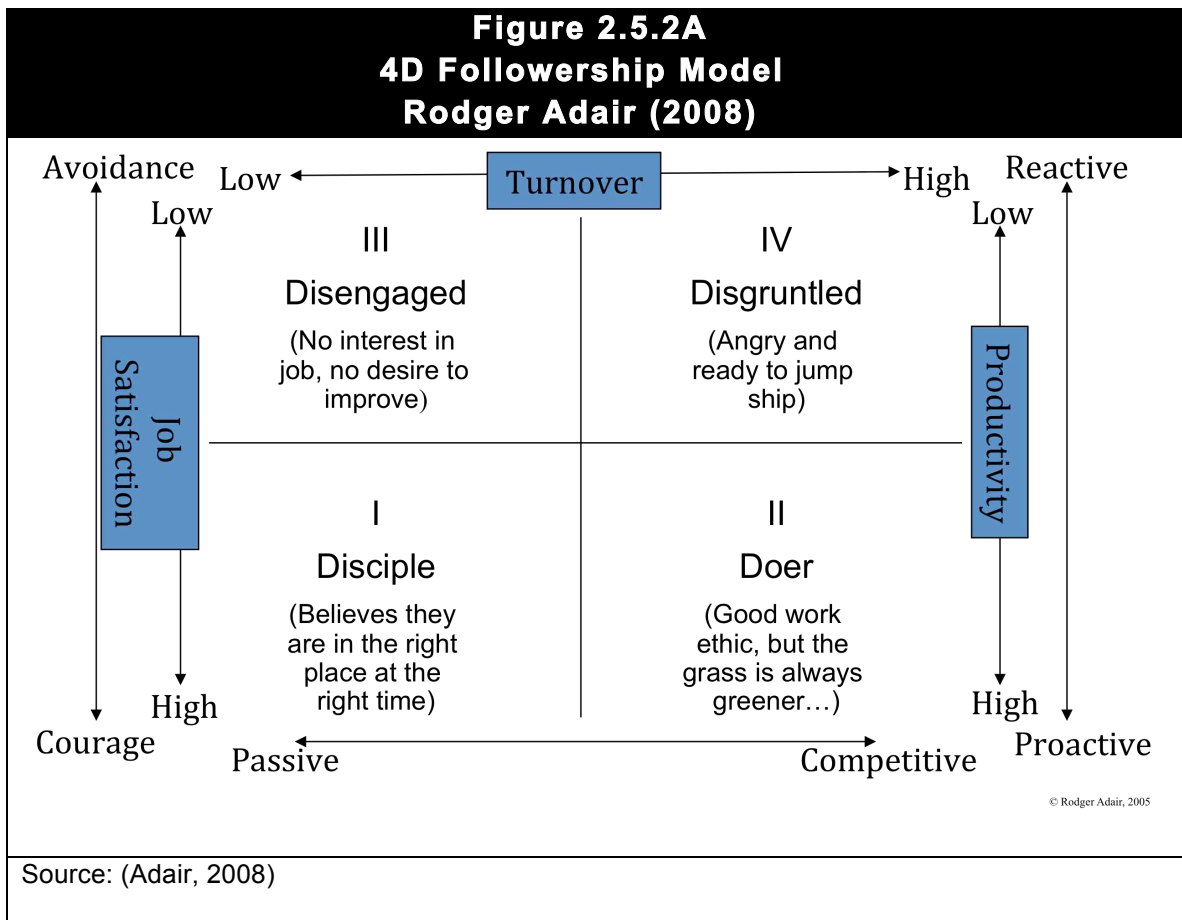 Figure 2.5.2A
4D Followership Model
Rodger Adair (2008)
Avoidance
Low
Turnover
High
Reactive
Low
Low
III
Disengaged
(No interest in
job, no desire to
improve)
IV
Disgruntled
(Angry and
ready to jump
ship)
Job
Satisfaction
Productivity
I
Disciple
(Believes they
are in the right
place at the
right time)
II
Doer
(Good work
ethic, but the
grass is always
greener…)
High
High
Courage
Passive
Competitive
Proactive
© Rodger Adair, 2005
Source: (Adair, 2008)